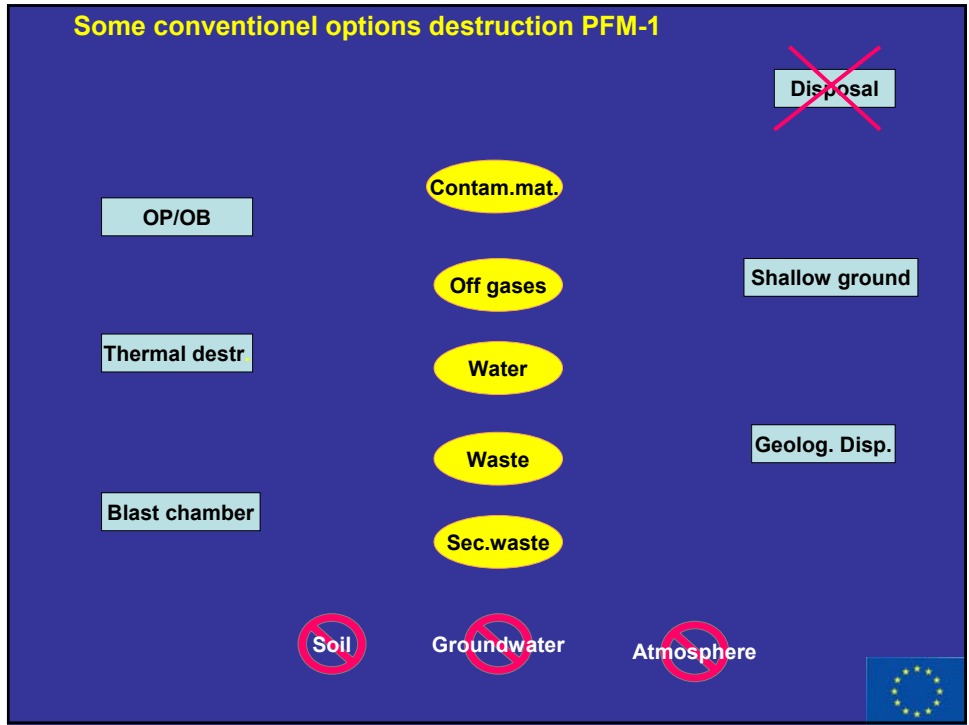 Some conventionel options destruction PFM-1
Disposal
Contam.mat.
OP/OB
Off gases
Shallow ground
Thermal destr.
Water
Geolog. Disp.
Waste
Blast chamber
Sec.waste
Soil
Groundwater
Atmosphere